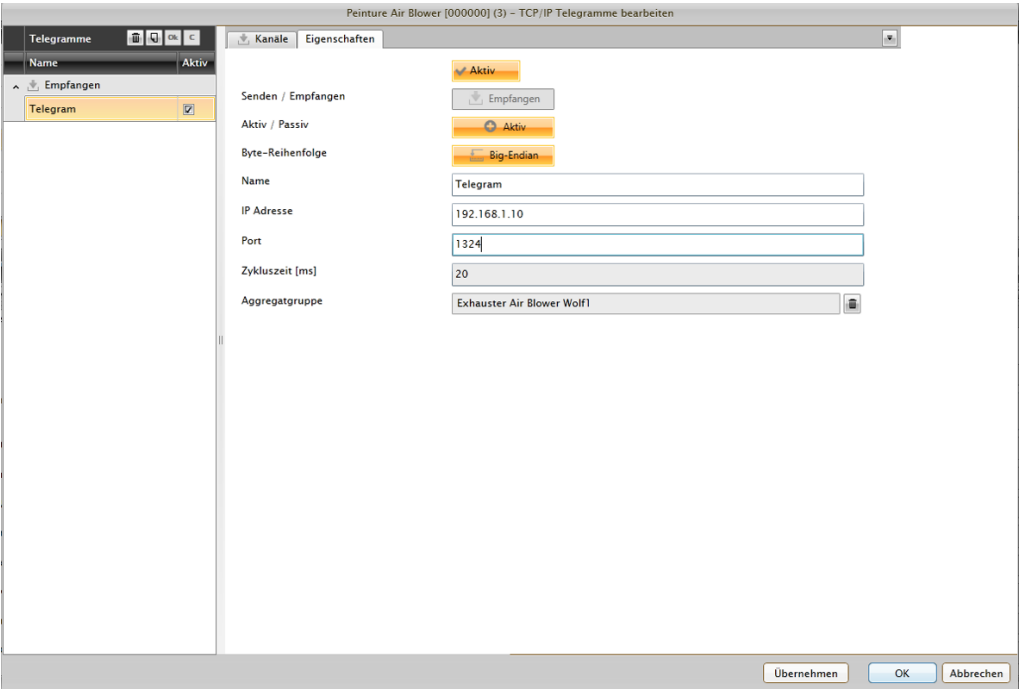 Peinture Air Blower [000000] (3) – TCP/IP Telegramme bearbeiten
Telegramme Ok C
Name Aktiv
Empfangen
Telegram
Kanäle Eigenschaften
Aktiv
Senden / Empfangen Empfangen
Aktiv / Passiv Aktiv
Byte-Reihenfolge Big-Endian
Name Telegram
IP Adresse 192.168.1.10
Port 1324
Zykluszeit [ms] 20
Aggregatgruppe Exhauster Air Blower Wolf1
Übernehmen OK Abbrechen